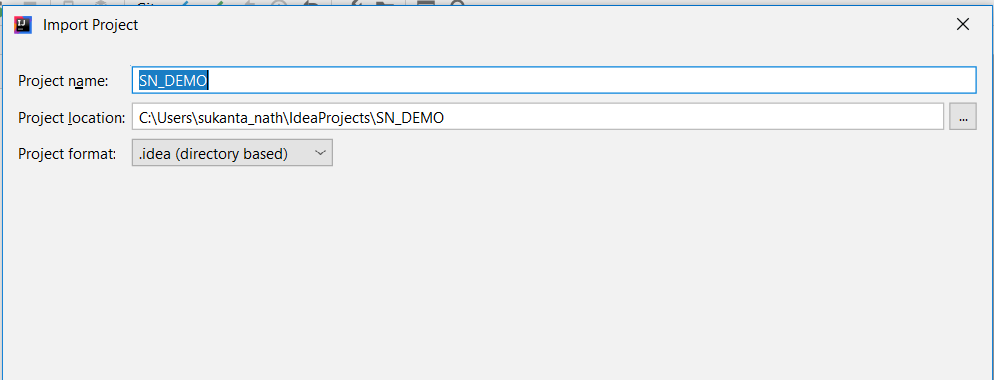 Import Project
Project name: SN_DEMO
Project location: C:\Users\sukanta_nath\IdeaProjects\SN_DEMO ...
Project format: .idea (directory based)